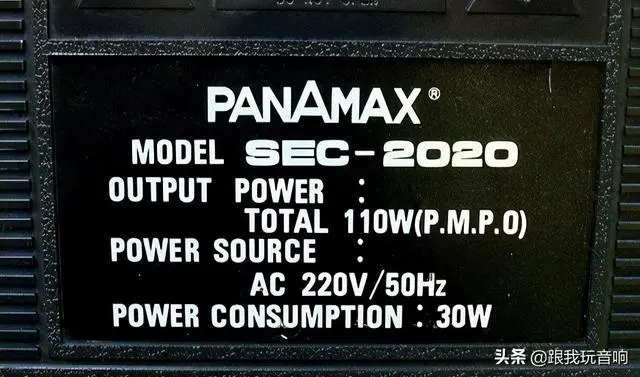 PANAMAX®
MODEL SEC-2020
OUTPUT POWER :
TOTAL 110W(P.M.P.O)
POWER SOURCE :
AC 220V/50Hz
POWER CONSUMPTION : 30W
头条 @跟我玩音响